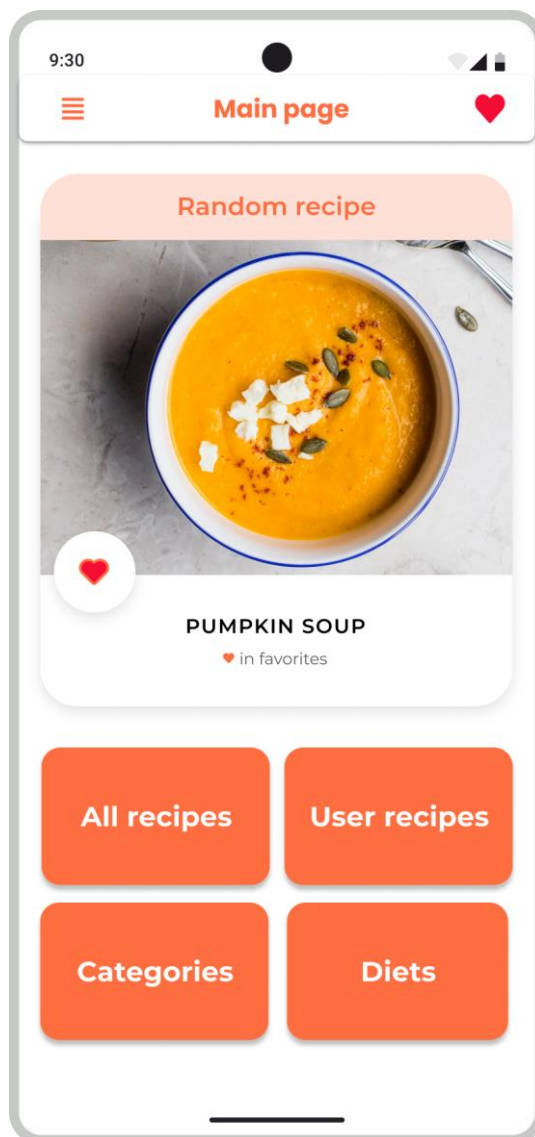 9:30
Main page
Random recipe
PUMPKIN SOUP
in favorites
All recipes
User recipes
Categories
Diets